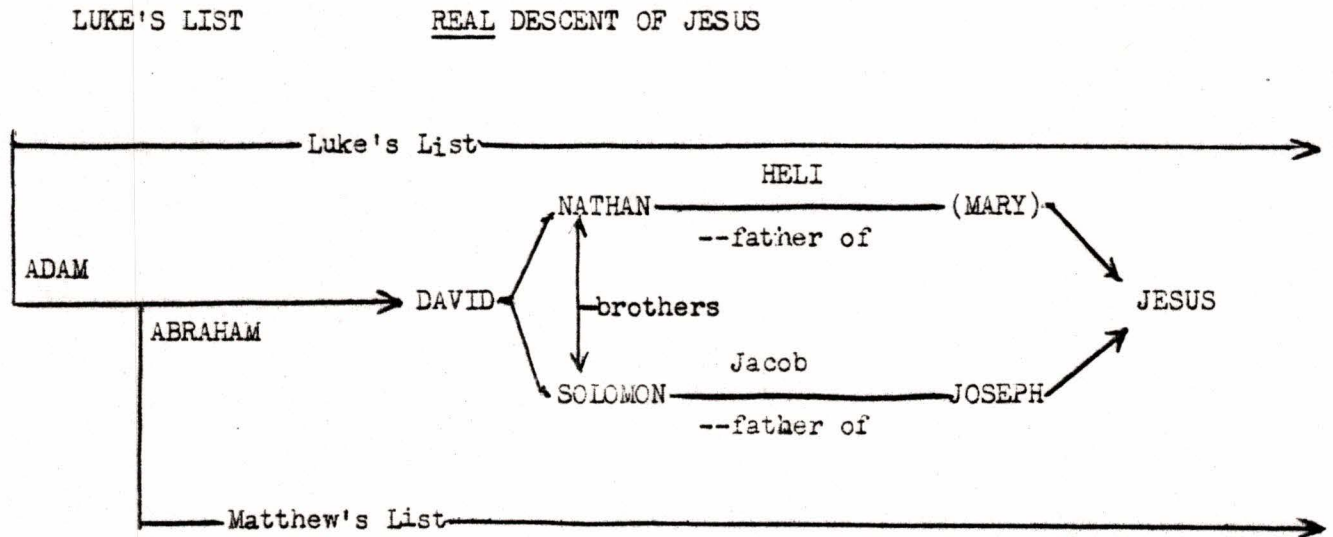 LUKE'S LIST REAL DESCENT OF JESUS
Luke's List
HELI
NATHAN (MARY)
--father of
ADAM
DAVID brothers JESUS
ABRAHAM
Jacob
SOLOMON JOSEPH
--father of
Matthew's List